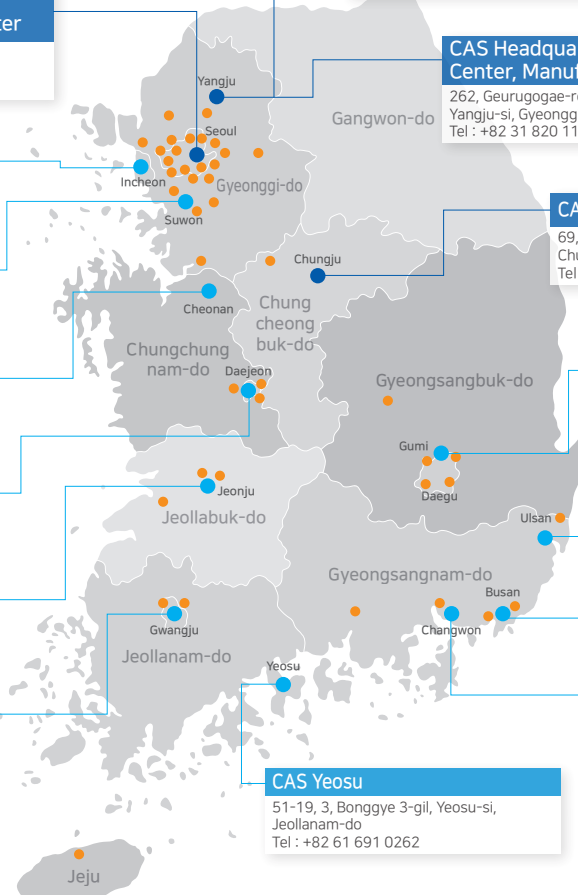 ter
CAS Headqua
Center, Manuf
262, Geurugogae-r
Yangju-si, Gyeongg
Tel : +82 31 820 11
Yangju
Gangwon-do
Seoul
Incheon
Gyeonggi-do
Suwon
CA
69,
Chu
Tel
Chungju
Cheonan
Chung
cheong
buk-do
Chungchung
nam-do
Daejeon
Gyeongsangbuk-do
Gumi
Jeonju
Daegu
Jeollabuk-do
Ulsan
Gyeongsangnam-do
Busan
Gwangju
Changwon
Jeollanam-do
Yeosu
CAS Yeosu
51-19, 3, Bonggye 3-gil, Yeosu-si,
Jeollanam-do
Tel : +82 61 691 0262
Jeju